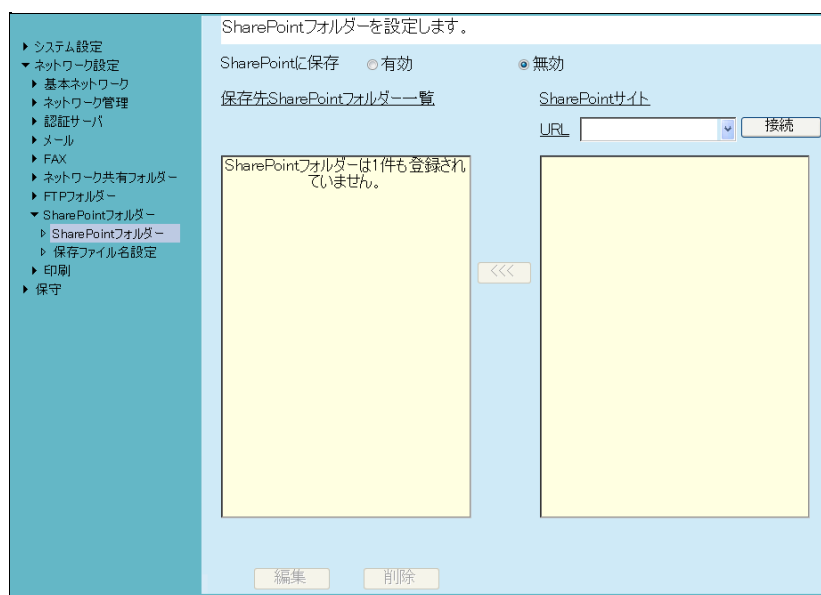 SharePointフォルダーを設定します。
システム設定
ネットワーク設定
基本ネットワーク
ネットワーク管理
認証サーバ
メール
FAX
ネットワーク共有フォルダー
FTPフォルダー
SharePointフォルダー
SharePointフォルダー
保存ファイル名設定
印刷
保守
SharePointに保存 有効 無効
保存先SharePointフォルダー一覧
SharePointサイト
URL 接続
SharePointフォルダーは1件も登録され
ていません。
<<<
編集 削除